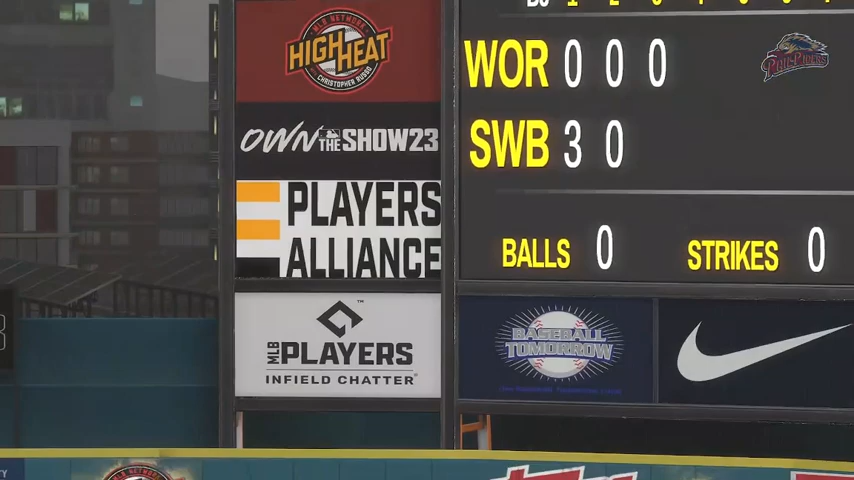 MLB NETWORK
HIGH HEAT
CHRISTOPHER RUSSO
OWN THE SHOW23
PLAYERS
ALLIANCE
MLB PLAYERS
INFIELD CHATTER
WOR 0 0 0
SWB 3 0
BALLS 0 STRIKES 0
BASEBALL
TOMORROW